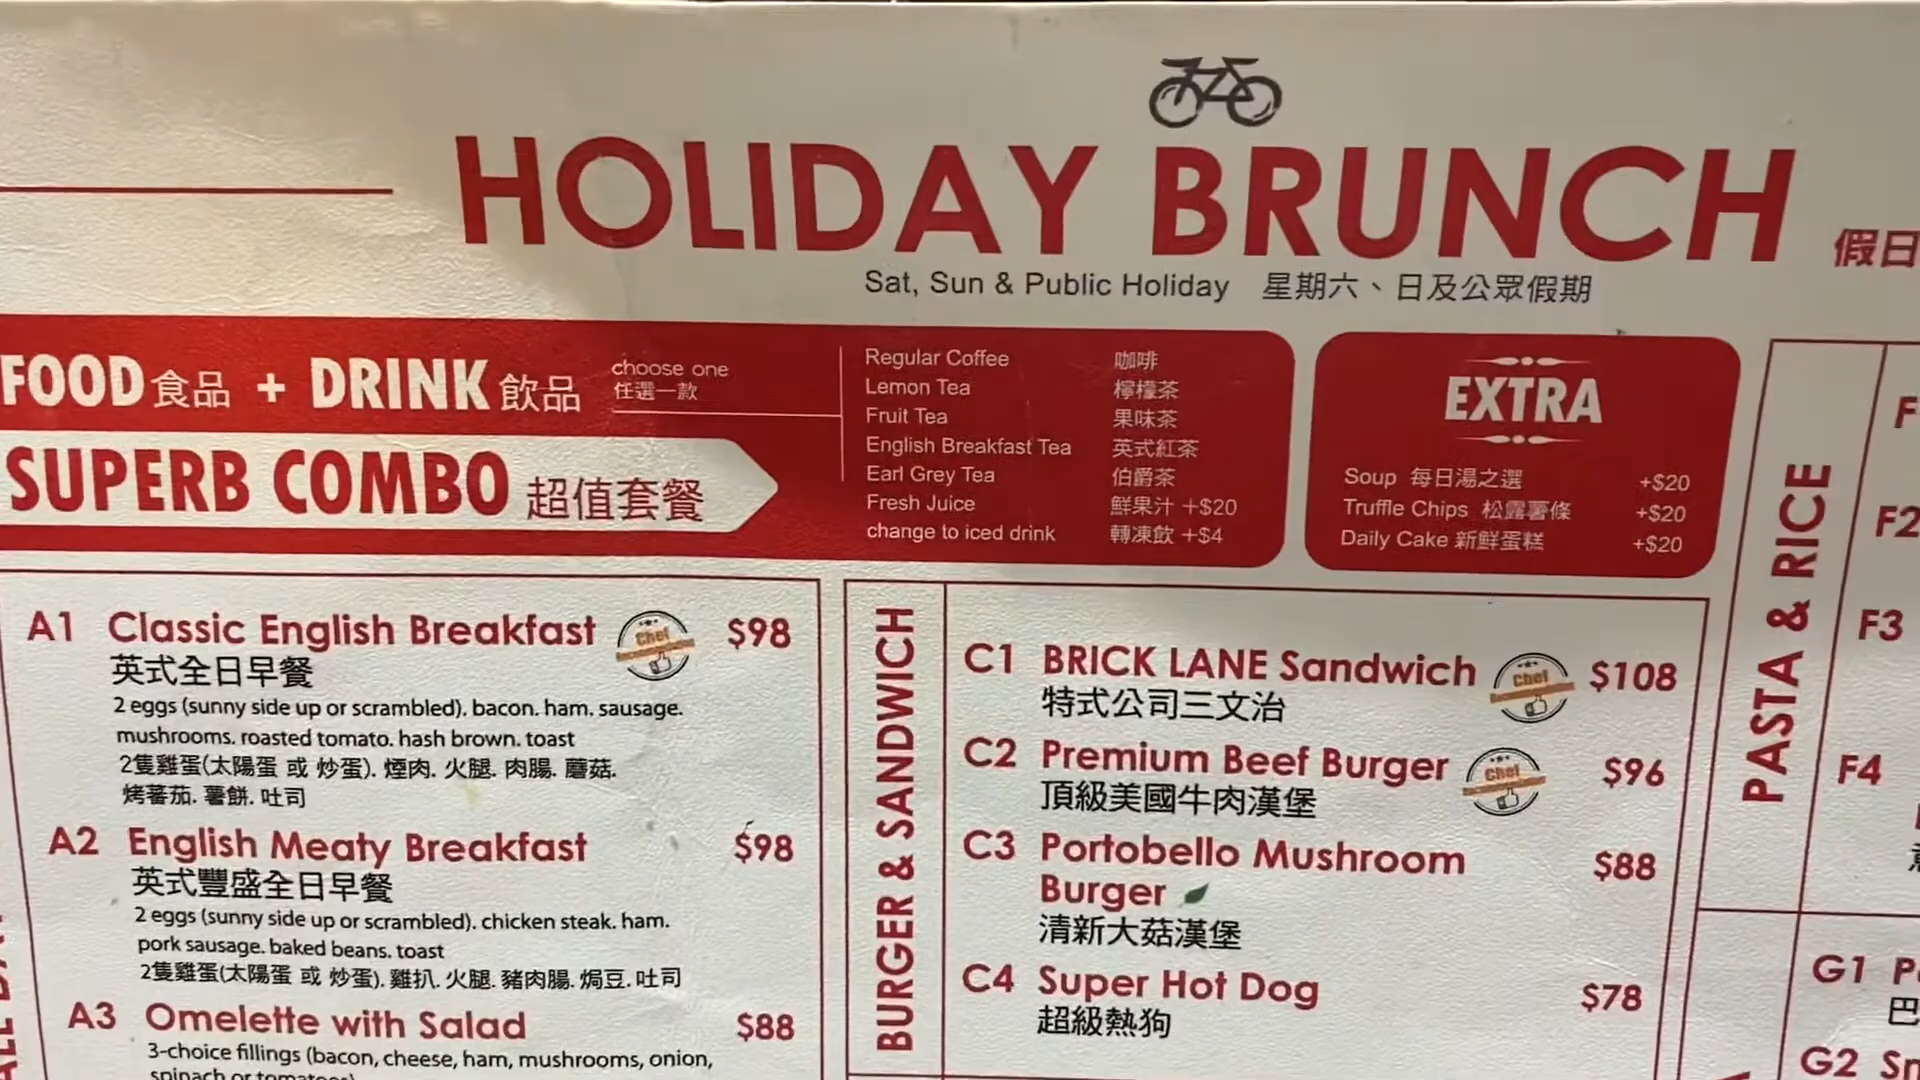 HOLIDAY BRUNCH
假日
Sat, Sun & Public Holiday 星期六、日及公眾假期
FOOD 食品 + DRINK 飲品
choose one
任選一款
SUPERB COMBO 超值套餐
Regular Coffee 咖啡
Lemon Tea 檸檬茶
Fruit Tea 果味茶
English Breakfast Tea 英式紅茶
Earl Grey Tea 伯爵茶
Fresh Juice 鮮果汁 +$20
change to iced drink 轉凍飲 +$4
EXTRA
Soup 每日湯之選 +$20
Truffle Chips 松露薯條 +$20
Daily Cake 新鮮蛋糕 +$20
A1 Classic English Breakfast Chef $98
英式全日早餐
2 eggs (sunny side up or scrambled). bacon. ham. sausage.
mushrooms. roasted tomato. hash brown. toast
2隻雞蛋(太陽蛋 或 炒蛋). 煙肉. 火腿. 肉腸. 蘑菇.
烤蕃茄. 薯餅. 吐司
A2 English Meaty Breakfast $98
英式豐盛全日早餐
2 eggs (sunny side up or scrambled). chicken steak. ham.
pork sausage. baked beans. toast
2隻雞蛋(太陽蛋 或 炒蛋). 雞扒. 火腿. 豬肉腸. 焗豆. 吐司
A3 Omelette with Salad $88
3-choice fillings (bacon, cheese, ham, mushrooms, onion,
spinach or tomatoes)
BURGER & SANDWICH
C1 BRICK LANE Sandwich Chef $108
特式公司三文治
C2 Premium Beef Burger Chef $96
頂級美國牛肉漢堡
C3 Portobello Mushroom $88
Burger
清新大菇漢堡
C4 Super Hot Dog $78
超級熱狗
PASTA & RICE
F2
F3
F4
G1
巴
G2